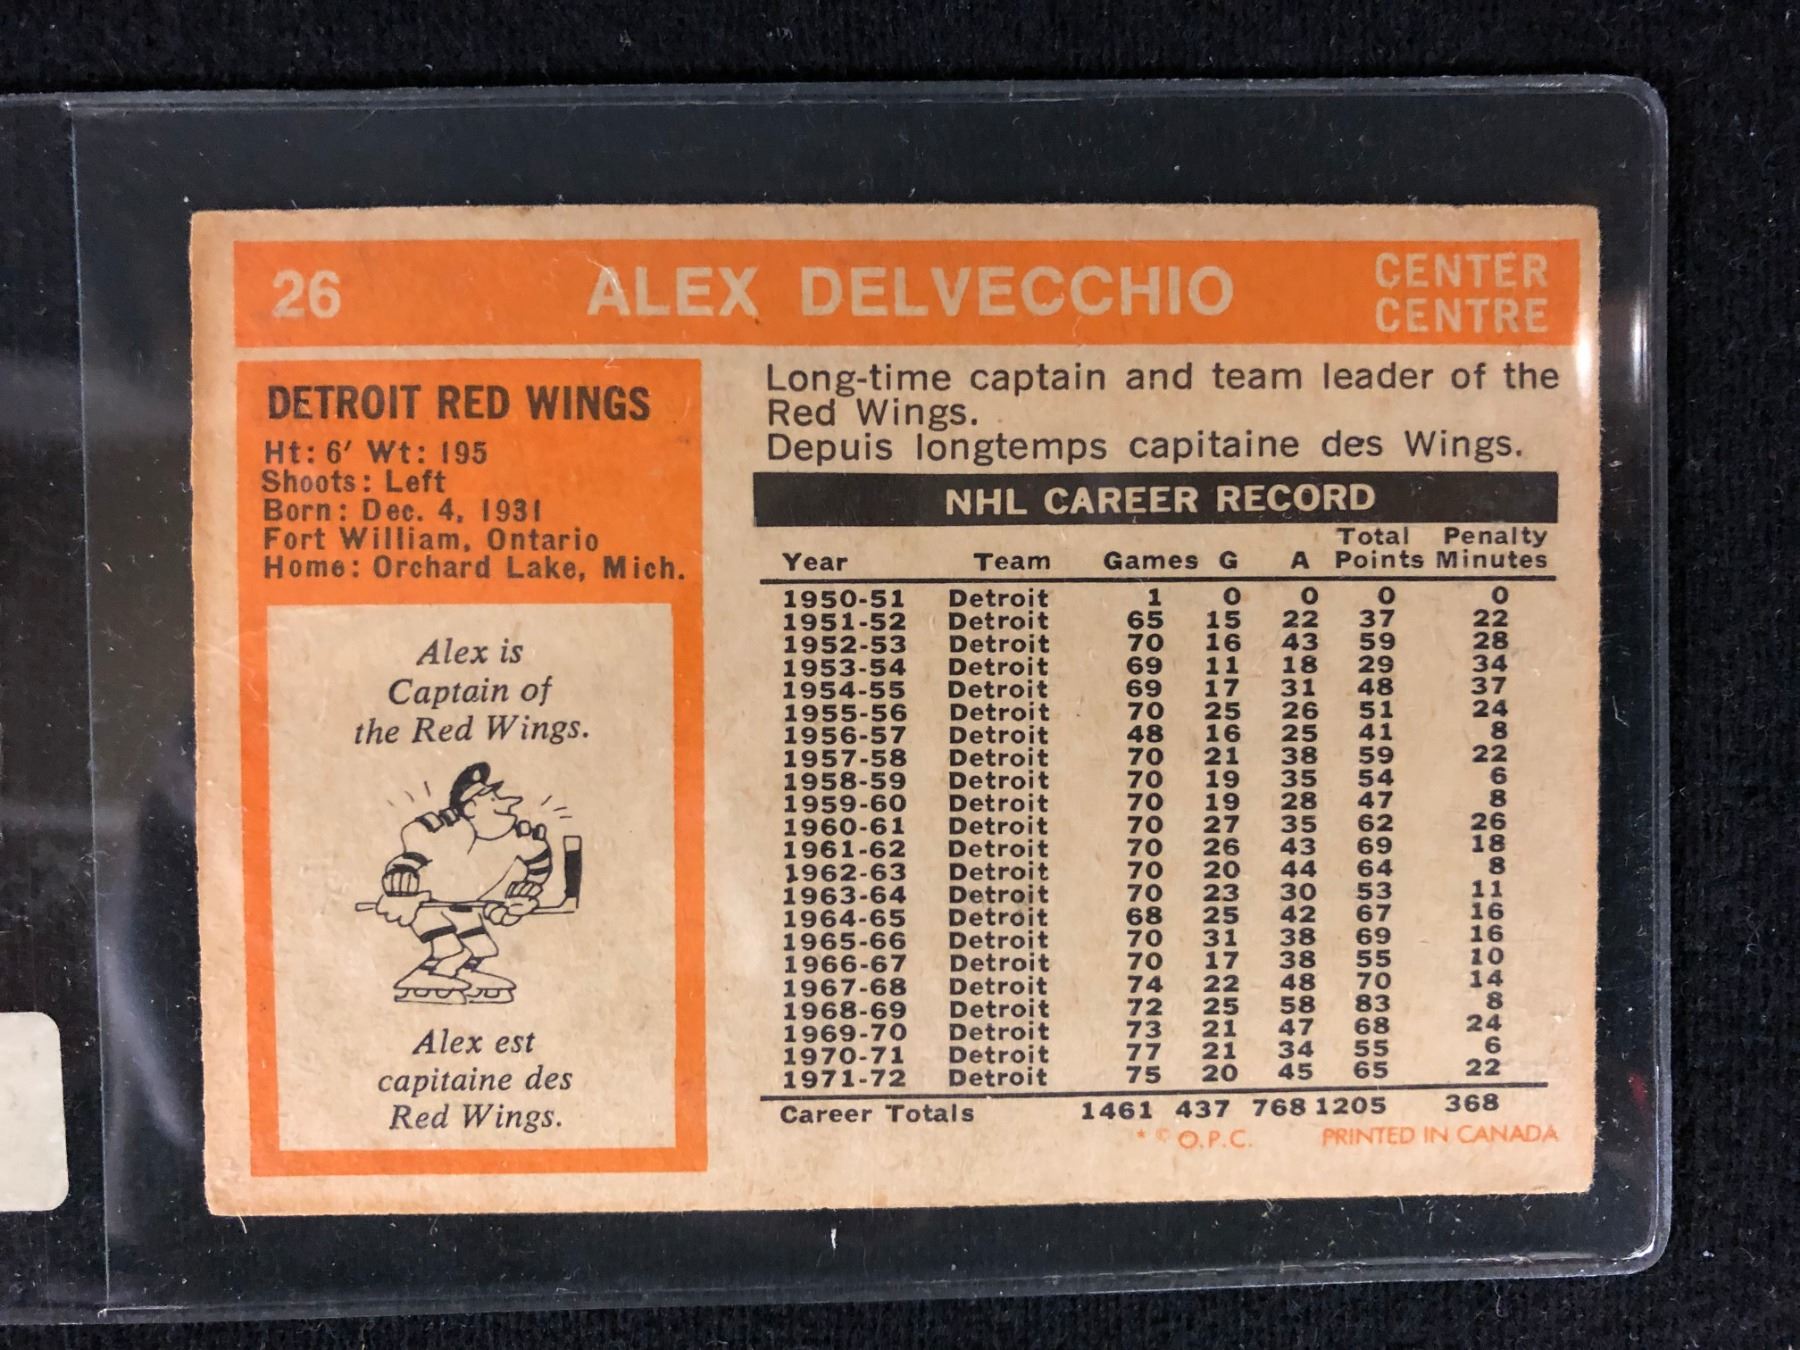 26 ALEX DELVECCHIO CENTER
CENTRE
DETROIT RED WINGS
Ht: 6' Wt: 195
Shoots: Left
Born: Dec. 4, 1931
Fort William, Ontario
Home: Orchard Lake, Mich.
Alex is
Captain of
the Red Wings.
Alex est
capitaine des
Red Wings.
Long-time captain and team leader of the
Red Wings.
Depuis longtemps capitaine des Wings.
NHL CAREER RECORD
Total Penalty
Year Team Games G A Points Minutes
1950-51 Detroit 1 0 0 0 0
1951-52 Detroit 65 15 22 37 22
1952-53 Detroit 70 16 43 59 28
1953-54 Detroit 69 11 18 29 34
1954-55 Detroit 69 17 31 48 37
1955-56 Detroit 70 25 26 51 24
1956-57 Detroit 48 16 25 41 8
1957-58 Detroit 70 21 38 59 22
1958-59 Detroit 70 19 35 54 6
1959-60 Detroit 70 19 28 47 8
1960-61 Detroit 70 27 35 62 26
1961-62 Detroit 70 26 43 69 18
1962-63 Detroit 70 20 44 64 8
1963-64 Detroit 70 23 30 53 11
1964-65 Detroit 68 25 42 67 16
1965-66 Detroit 70 31 38 69 16
1966-67 Detroit 70 17 38 55 10
1967-68 Detroit 74 22 48 70 14
1968-69 Detroit 72 25 58 83 8
1969-70 Detroit 73 21 47 68 24
1970-71 Detroit 77 21 34 55 6
1971-72 Detroit 75 20 45 65 22
Career Totals 1461 437 768 1205 368
* © O.P.C. PRINTED IN CANADA